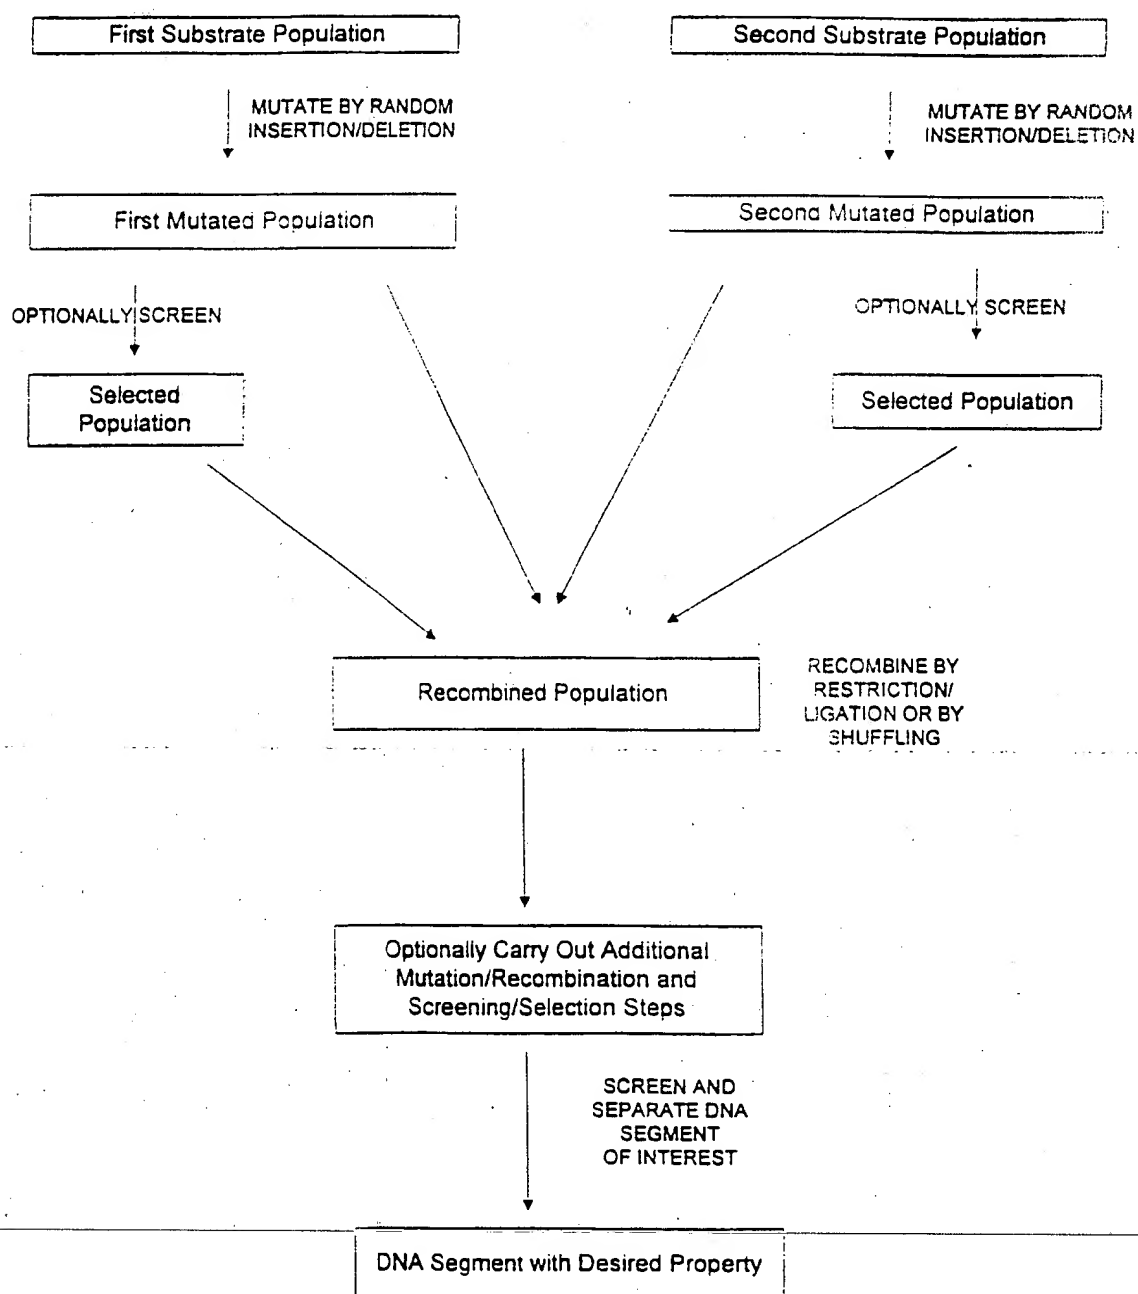 First Substrate Population
Second Substrate Population
MUTATE BY RANDOM
INSERTION/DELETION
MUTATE BY RANDOM
INSERTION/DELETION
First Mutated Population
Second Mutated Population
OPTIONALLY SCREEN
OPTIONALLY SCREEN
Selected
Population
Selected Population
Recombined Population
RECOMBINE BY
RESTRICTION/
LIGATION OR BY
SHUFFLING
Optionally Carry Out Additional
Mutation/Recombination and
Screening/Selection Steps
SCREEN AND
SEPARATE DNA
SEGMENT
OF INTEREST
DNA Segment with Desired Property